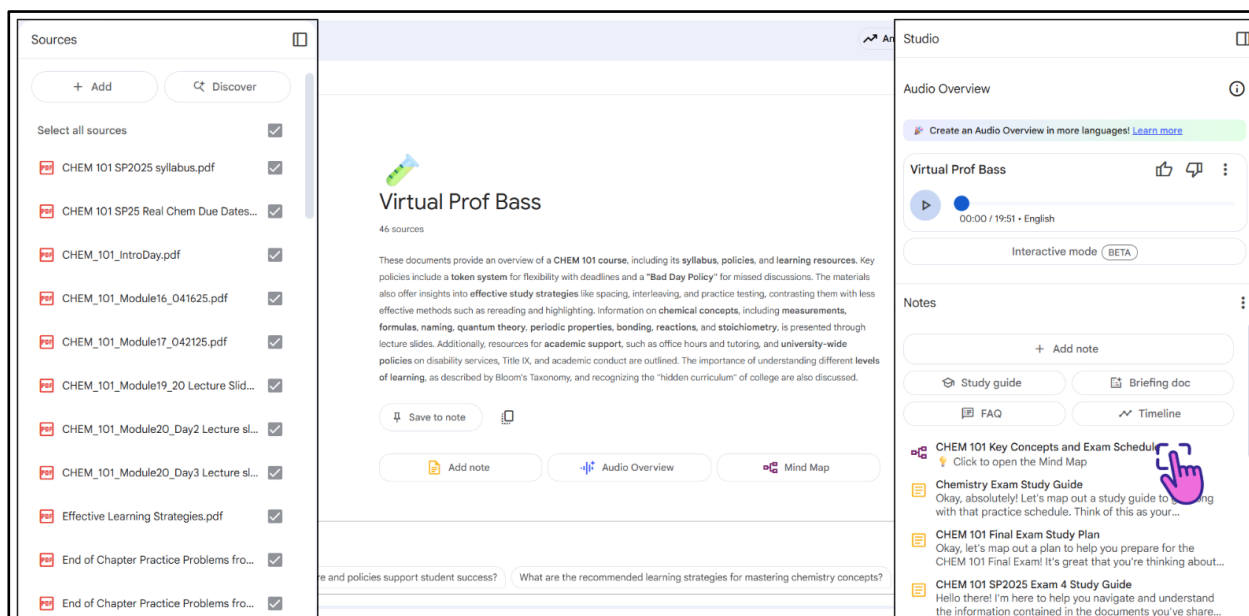 Sources
+ Add
Discover
Select all sources
CHEM 101 SP2025 syllabus.pdf
CHEM 101 SP25 Real Chem Due Dates...
CHEM_101_IntroDay.pdf
CHEM_101_Module16_041625.pdf
CHEM_101_Module17_042125.pdf
CHEM_101_Module19_20 Lecture Slid...
CHEM_101_Module20_Day2 Lecture sl...
CHEM_101_Module20_Day3 Lecture sl...
Effective Learning Strategies.pdf
End of Chapter Practice Problems fro...
End of Chapter Practice Problems fro...
An
Virtual Prof Bass
46 sources
These documents provide an overview of a CHEM 101 course, including its syllabus, policies, and learning resources. Key
policies include a token system for flexibility with deadlines and a "Bad Day Policy" for missed discussions. The materials
also offer insights into effective study strategies like spacing, interleaving, and practice testing, contrasting them with less
effective methods such as rereading and highlighting. Information on chemical concepts, including measurements,
formulas, naming, quantum theory, periodic properties, bonding, reactions, and stoichiometry, is presented through
lecture slides. Additionally, resources for academic support, such as office hours and tutoring, and university-wide
policies on disability services, Title IX, and academic conduct are outlined. The importance of understanding different levels
of learning, as described by Bloom's Taxonomy, and recognizing the "hidden curriculum" of college are also discussed.
Save to note
Add note
Audio Overview
Mind Map
re and policies support student success?
What are the recommended learning strategies for mastering chemistry concepts?
Studio
Audio Overview
Create an Audio Overview in more languages! Learn more
Virtual Prof Bass
00:00 / 19:51 • English
Interactive mode BETA
Notes
+ Add note
Study guide
Briefing doc
FAQ
Timeline
CHEM 101 Key Concepts and Exam Schedule
Click to open the Mind Map
Chemistry Exam Study Guide
Okay, absolutely! Let's map out a study guide to go along
with that practice schedule. Think of this as your...
CHEM 101 Final Exam Study Plan
Okay, let's map out a plan to help you prepare for the
CHEM 101 Final Exam! It's great that you're thinking about...
CHEM 101 SP2025 Exam 4 Study Guide
Hello there! I'm here to help you navigate and understand
the information contained in the documents you've share...
PDF
PDF
PDF
PDF
PDF
PDF
PDF
PDF
PDF
PDF
PDF